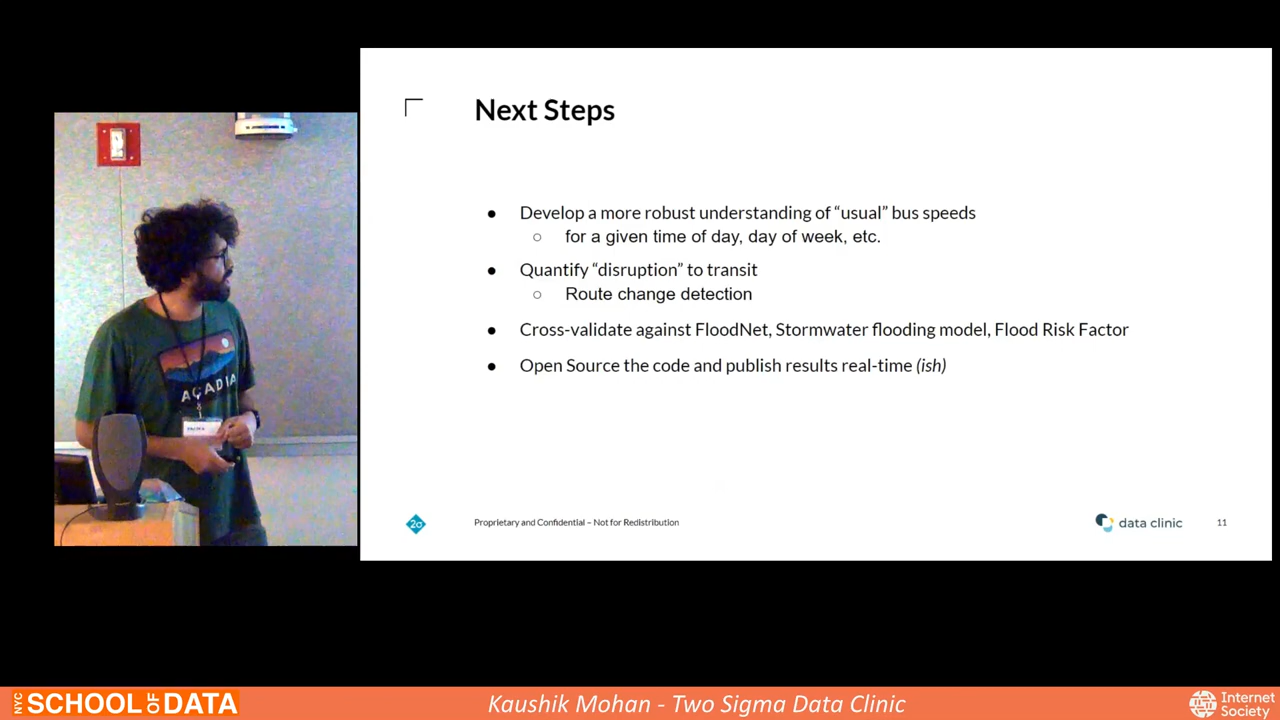 Next Steps
● Develop a more robust understanding of “usual” bus speeds
○ for a given time of day, day of week, etc.
● Quantify “disruption” to transit
○ Route change detection
● Cross-validate against FloodNet, Stormwater flooding model, Flood Risk Factor
● Open Source the code and publish results real-time (ish)
ACADIA
2σ
Proprietary and Confidential – Not for Redistribution
data clinic
11
NYC SCHOOL OF DATA
Kaushik Mohan - Two Sigma Data Clinic
Internet
Society